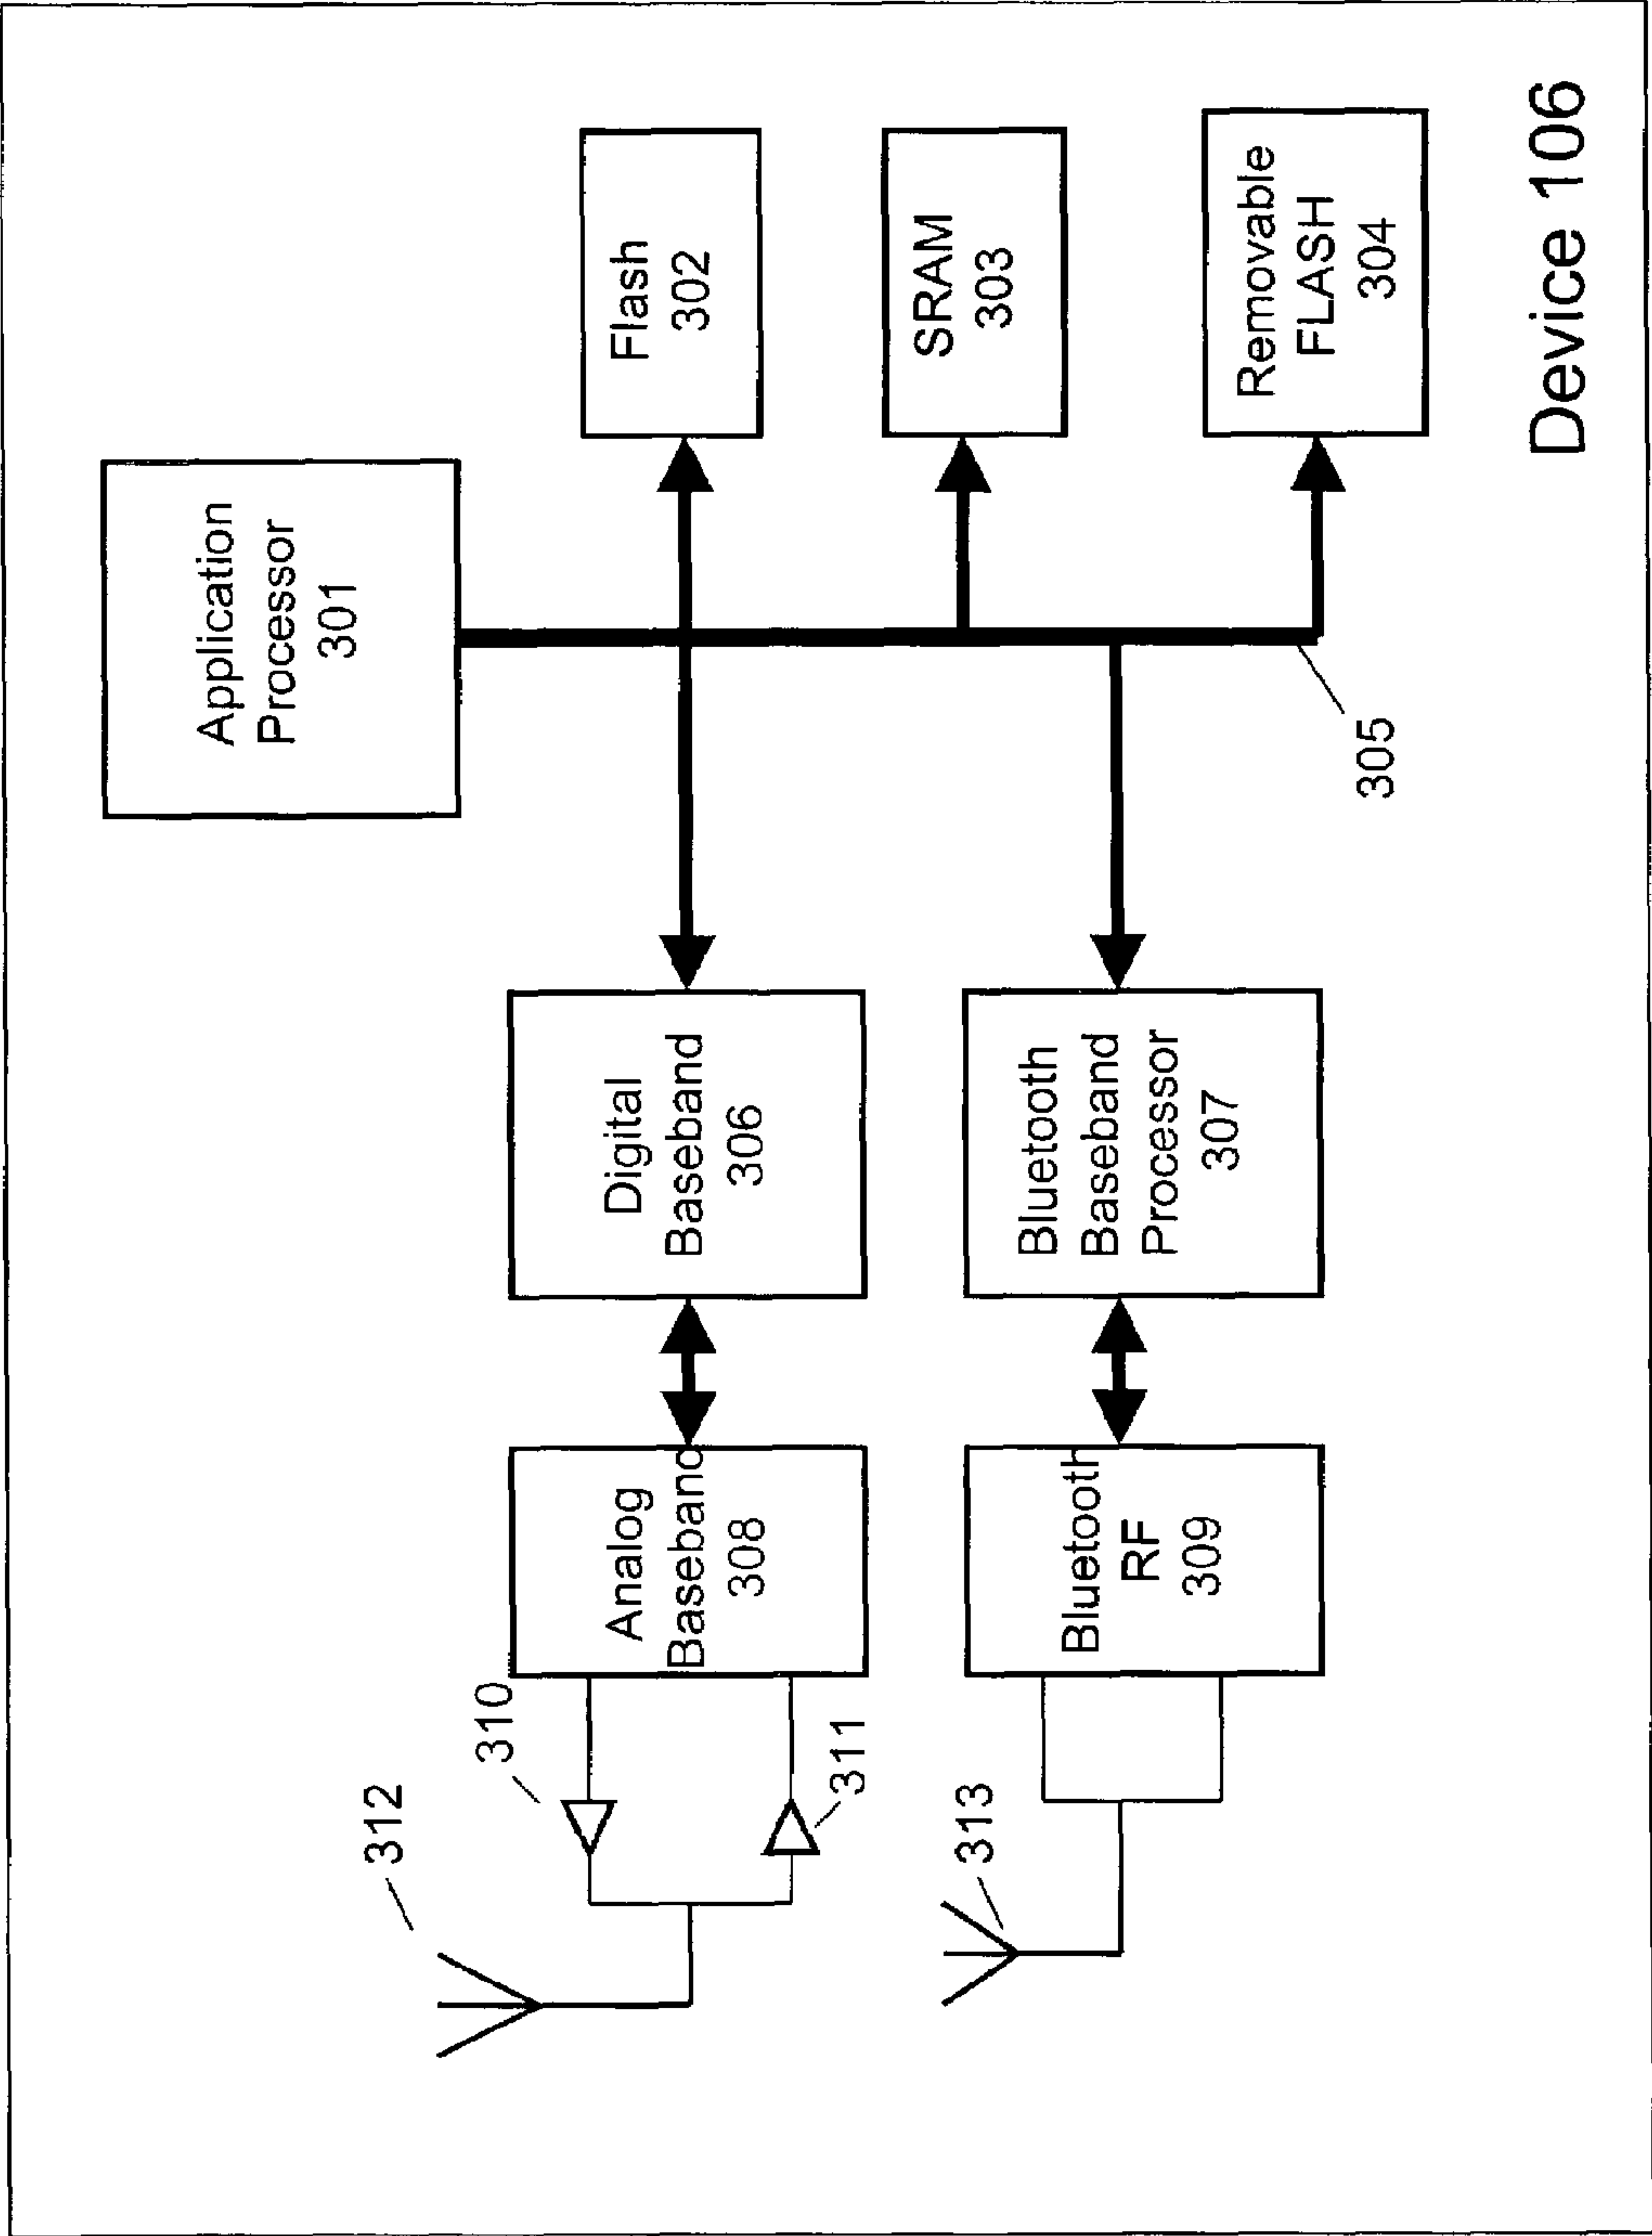 Application
Processor
301
Flash
302
SRAM
303
Removable
FLASH
304
305
Digital
Baseband
306
Bluetooth
Baseband
Processor
307
Analog
Baseband
308
Bluetooth
RF
309
310
311
312
313
Device 106